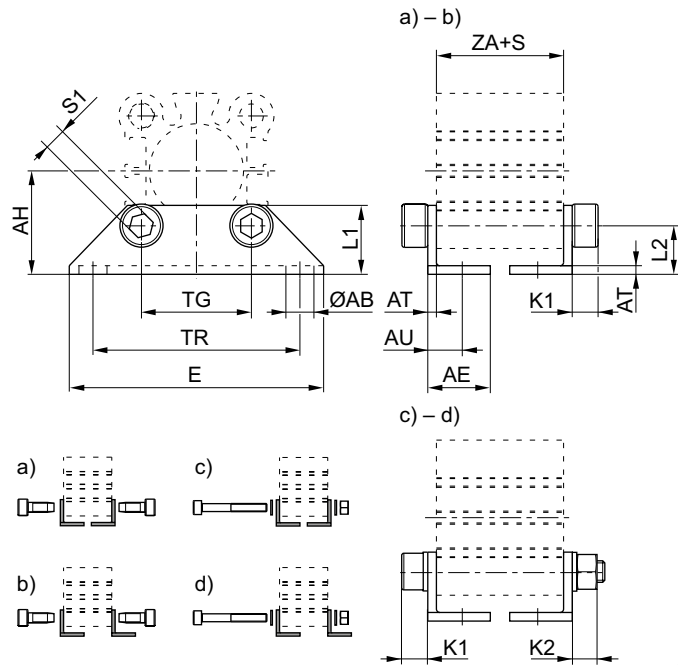 a) – b)
ZA+S
S1
AH
L1
L2
TG
ØAB
AT
K1
AT
TR
AU
E
AE
c) – d)
a)
c)
b)
d)
K1
K2